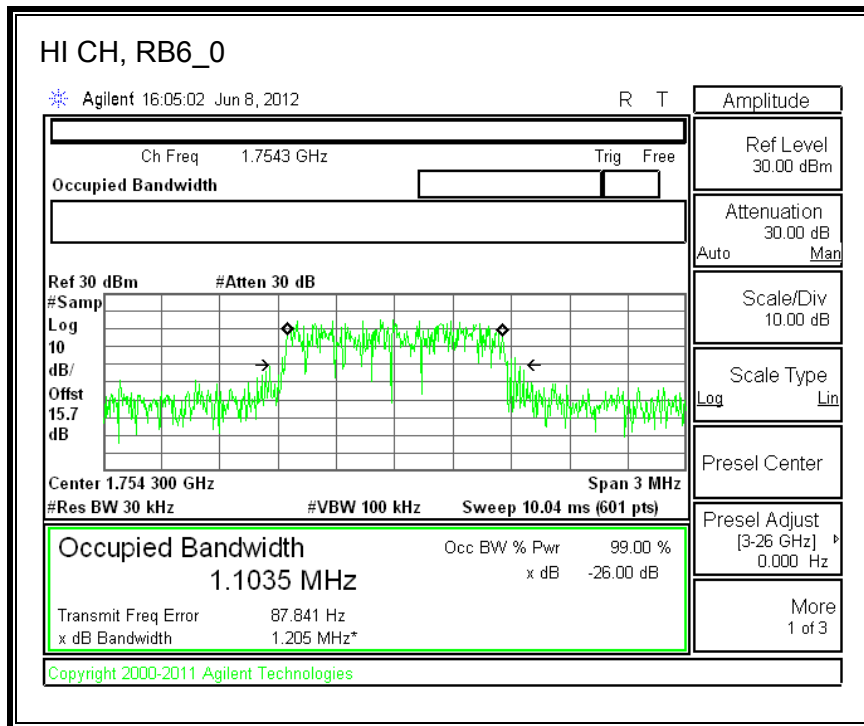 HI CH, RB6_0
Agilent 16:05:02 Jun 8, 2012 R T
Ch Freq 1.7543 GHz Trig Free
Occupied Bandwidth
Ref 30 dBm #Atten 30 dB
#Samp
Log
10
dB/
Offst
15.7
dB
Center 1.754 300 GHz Span 3 MHz
#Res BW 30 kHz #VBW 100 kHz Sweep 10.04 ms (601 pts)
Occupied Bandwidth Occ BW % Pwr 99.00 %
1.1035 MHz x dB -26.00 dB
Transmit Freq Error 87.841 Hz
x dB Bandwidth 1.205 MHz*
Copyright 2000-2011 Agilent Technologies
Amplitude
Ref Level
30.00 dBm
Attenuation
30.00 dB
Auto Man
Scale/Div
10.00 dB
Scale Type
Log Lin
Presel Center
Presel Adjust
[3-26 GHz]
0.000 Hz
More
1 of 3